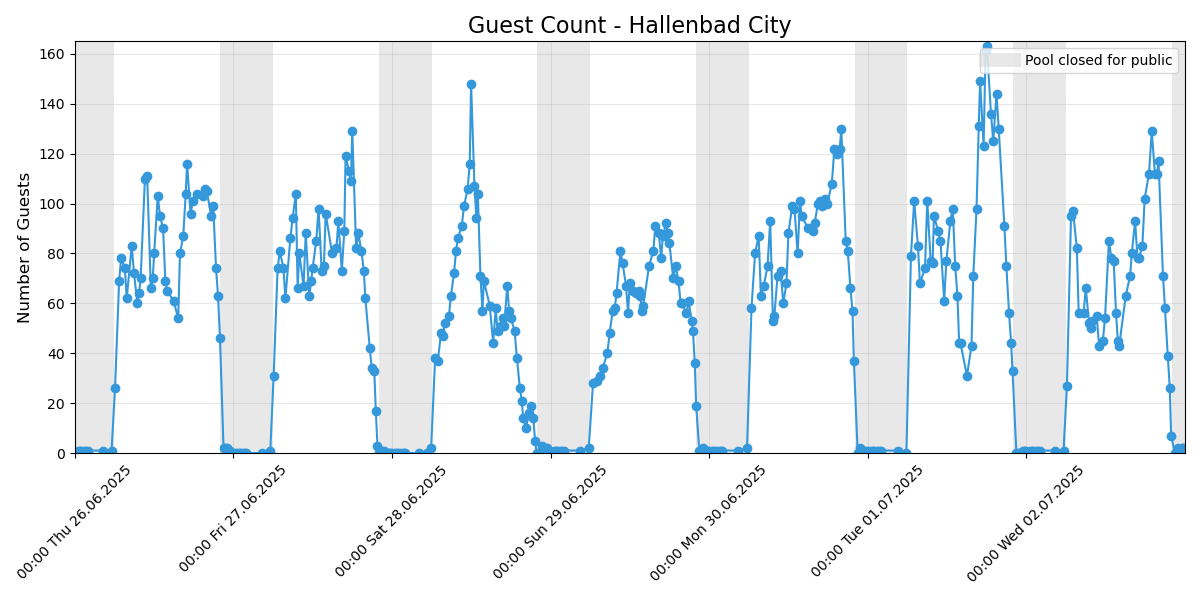 Guest Count - Hallenbad City
Pool closed for public
Number of Guests
160
140
120
100
80
60
40
20
0
00:00 Thu 26.06.2025
00:00 Fri 27.06.2025
00:00 Sat 28.06.2025
00:00 Sun 29.06.2025
00:00 Mon 30.06.2025
00:00 Tue 01.07.2025
00:00 Wed 02.07.2025